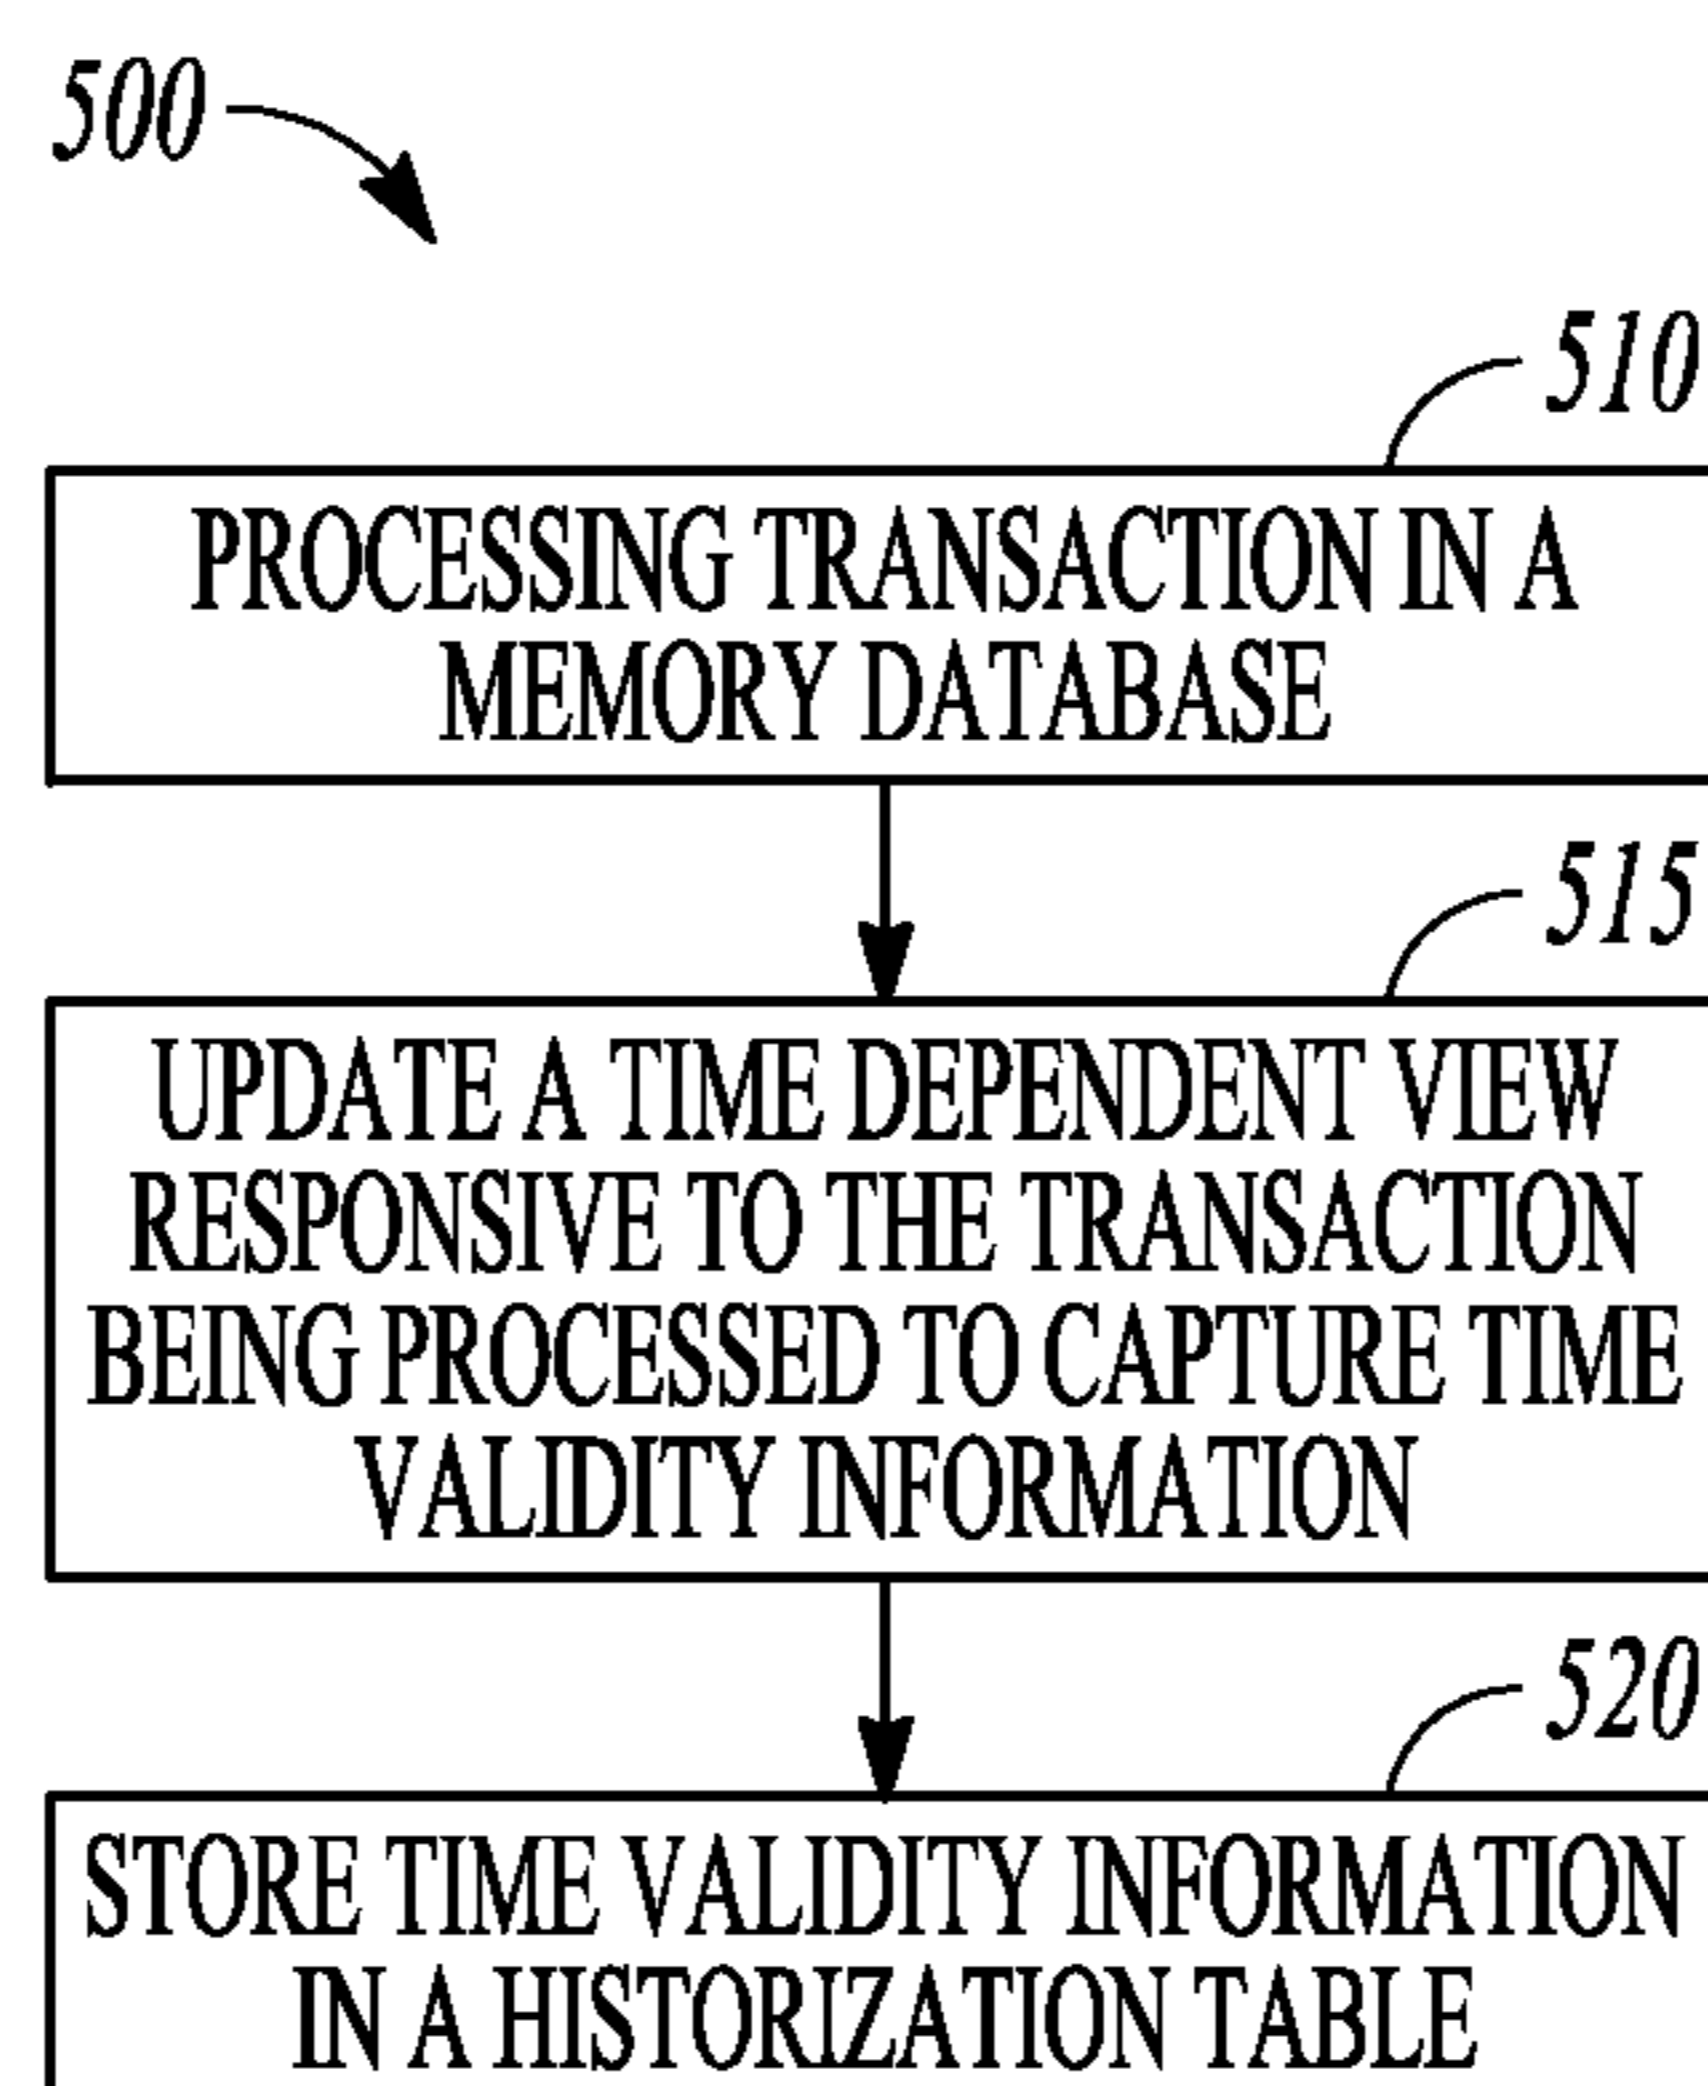 500
510
PROCESSING TRANSACTION IN A
MEMORY DATABASE
515
UPDATE A TIME DEPENDENT VIEW
RESPONSIVE TO THE TRANSACTION
BEING PROCESSED TO CAPTURE TIME
VALIDITY INFORMATION
520
STORE TIME VALIDITY INFORMATION
IN A HISTORIZATION TABLE